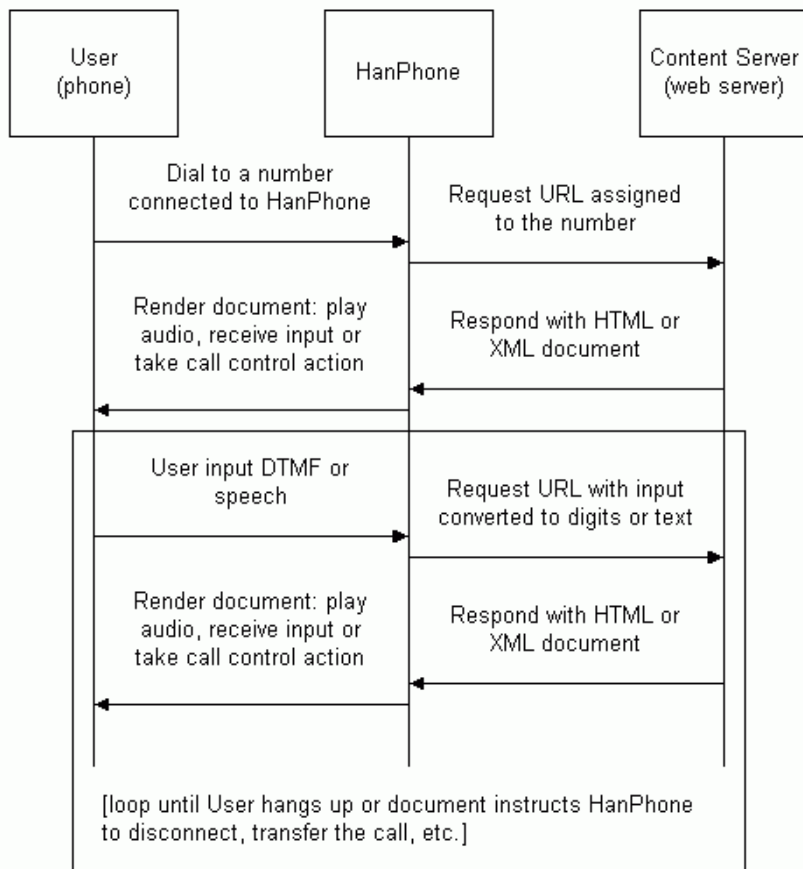 User
(phone)
HanPhone
Content Server
(web server)
Dial to a number
connected to HanPhone
Request URL assigned
to the number
Render document: play
audio, receive input or
take call control action
Respond with HTML or
XML document
User input DTMF or
speech
Request URL with input
converted to digits or text
Render document: play
audio, receive input or
take call control action
Respond with HTML or
XML document
[loop until User hangs up or document instructs HanPhone
to disconnect, transfer the call, etc.]